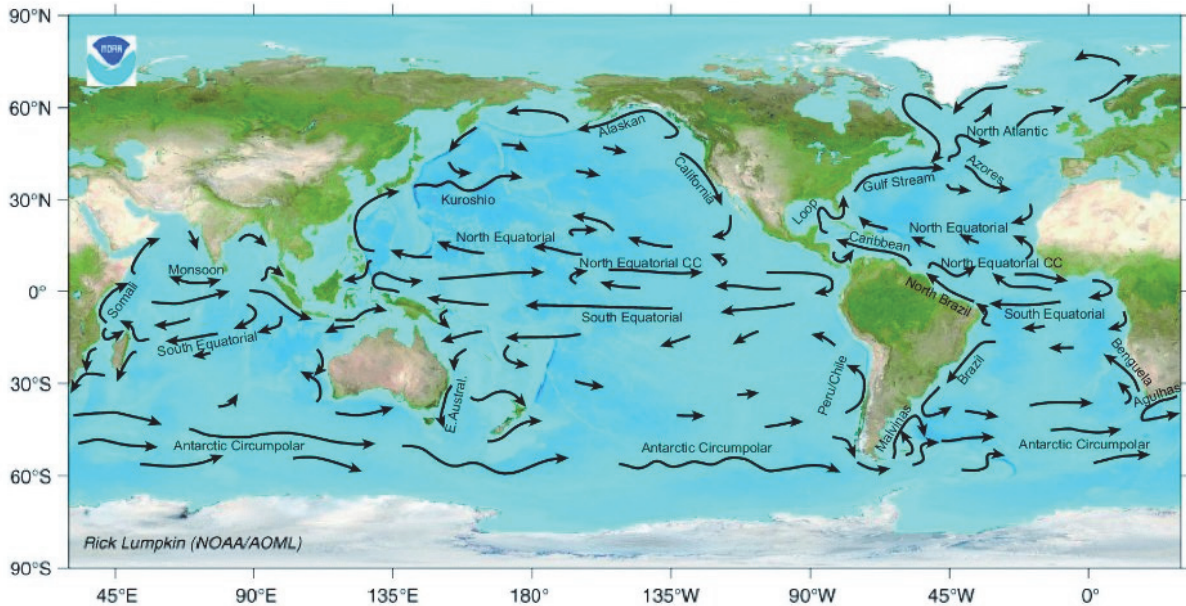 90°N
NOAA
60°N
Alaskan
North Atlantic
California
Azores
Gulf Stream
30°N
Kuroshio
Loop
North Equatorial
North Equatorial
Caribbean
Monsoon
North Equatorial CC
North Equatorial CC
0°
Somali
North Brazil
South Equatorial
South Equatorial
South Equatorial
Brazil
Benguela
30°S
E.Austral.
Peru/Chile
Agulhas
Malvinas
Antarctic Circumpolar
Antarctic Circumpolar
Antarctic Circumpolar
60°S
Rick Lumpkin (NOAA/AOML)
90°S
45°E 90°E 135°E 180° 135°W 90°W 45°W 0°